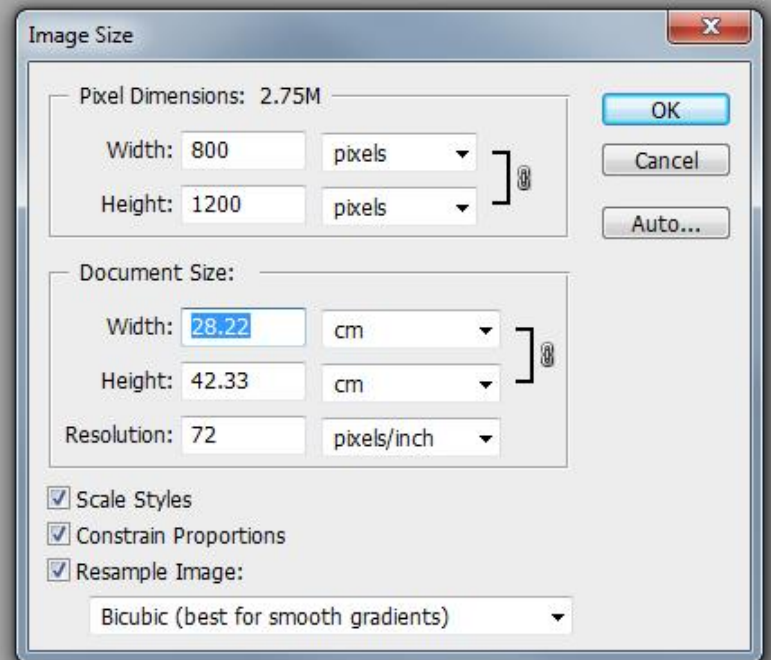 Image Size
Pixel Dimensions: 2.75M
OK
Width: 800 pixels
Cancel
Height: 1200 pixels
Auto...
Document Size:
Width: 28.22 cm
Height: 42.33 cm
Resolution: 72 pixels/inch
Scale Styles
Constrain Proportions
Resample Image:
Bicubic (best for smooth gradients)